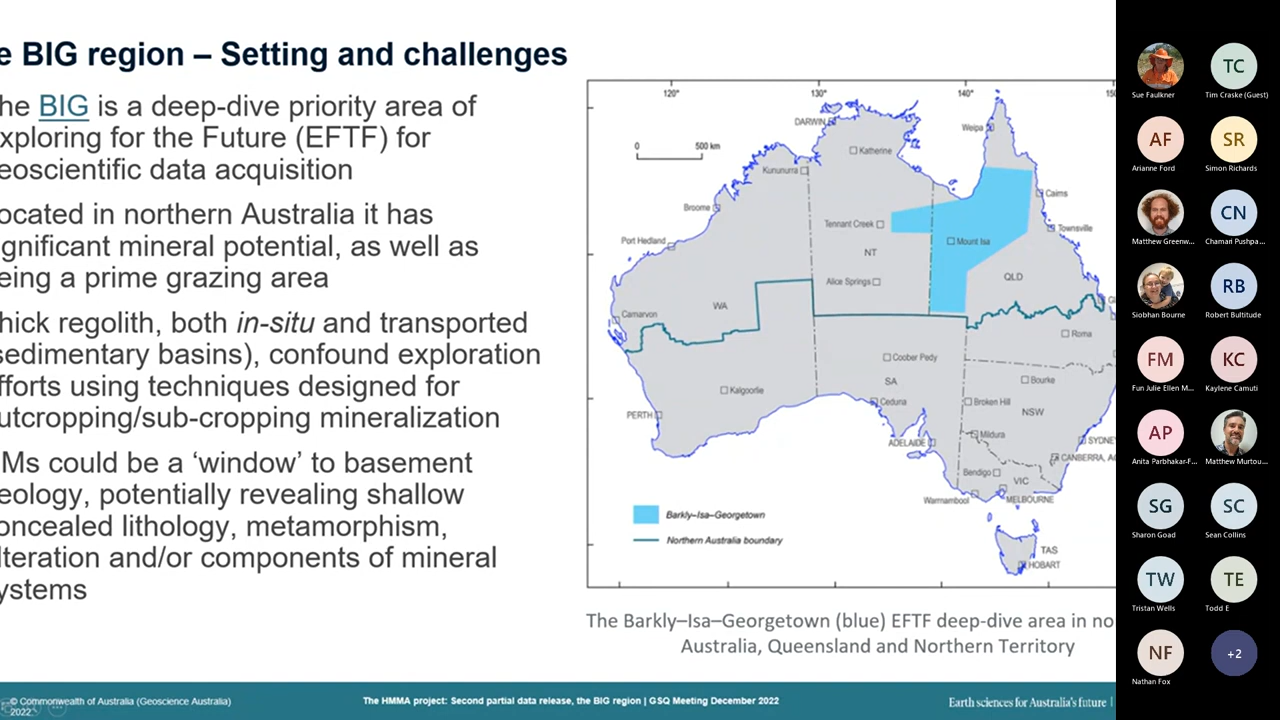 e BIG region – Setting and challenges
he BIG is a deep-dive priority area of
xploring for the Future (EFTF) for
eoscientific data acquisition
ocated in northern Australia it has
ignificant mineral potential, as well as
eing a prime grazing area
hick regolith, both in-situ and transported
sedimentary basins), confound exploration
fforts using techniques designed for
utcropping/sub-cropping mineralization
Ms could be a ‘window’ to basement
eology, potentially revealing shallow
oncealed lithology, metamorphism,
lteration and/or components of mineral
ystems
120°
130°
140°
15
DARWIN
Weipa
0
500 km
Katherine
Kununurra
Cairns
Broome
Tennant Creek
Townsville
Port Hedland
Mount Isa
NT
Alice Springs
QLD
WA
Carnarvon
Roma
Coober Pedy
SA
Bourke
Kalgoorlie
Ceduna
Broken Hill
NSW
PERTH
ADELAIDE
Mildura
SYDNEY
CANBERRA, AC
Bendigo
VIC
Warrnambool
MELBOURNE
TAS
HOBART
Barkly–Isa–Georgetown
Northern Australia boundary
The Barkly–Isa–Georgetown (blue) EFTF deep-dive area in no
Australia, Queensland and Northern Territory
© Commonwealth of Australia (Geoscience Australia)
2022
The HMMA project: Second partial data release, the BIG region | GSQ Meeting December 2022
Earth sciences for Australia's future |
Sue Faulkner
TC
Tim Craske (Guest)
AF
Arianne Ford
SR
Simon Richards
Matthew Greenw...
CN
Chamari Pushpa...
Siobhan Bourne
RB
Robert Bultitude
FM
Fun Julie Ellen M...
KC
Kaylene Camuti
AP
Anita Parbhakar-F...
Matthew Murtou...
SG
Sharon Goad
SC
Sean Collins
TW
Tristan Wells
TE
Todd E
NF
Nathan Fox
+2